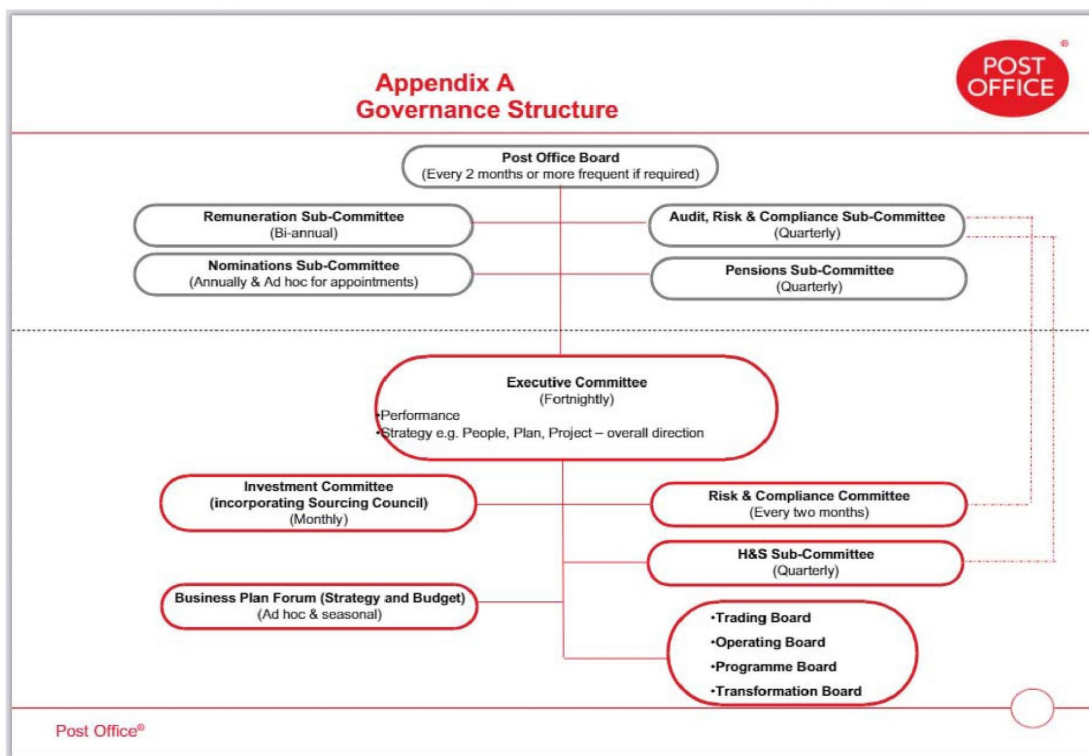 Appendix A
Governance Structure
®
POST
OFFICE
Post Office Board
(Every 2 months or more frequent if required)
Remuneration Sub-Committee
(Bi-annual)
Audit, Risk & Compliance Sub-Committee
(Quarterly)
Nominations Sub-Committee
(Annually & Ad hoc for appointments)
Pensions Sub-Committee
(Quarterly)
Executive Committee
(Fortnightly)
•Performance
•Strategy e.g. People, Plan, Project – overall direction
Investment Committee
(incorporating Sourcing Council)
(Monthly)
Risk & Compliance Committee
(Every two months)
H&S Sub-Committee
(Quarterly)
Business Plan Forum (Strategy and Budget)
(Ad hoc & seasonal)
•Trading Board
•Operating Board
•Programme Board
•Transformation Board
Post Office®